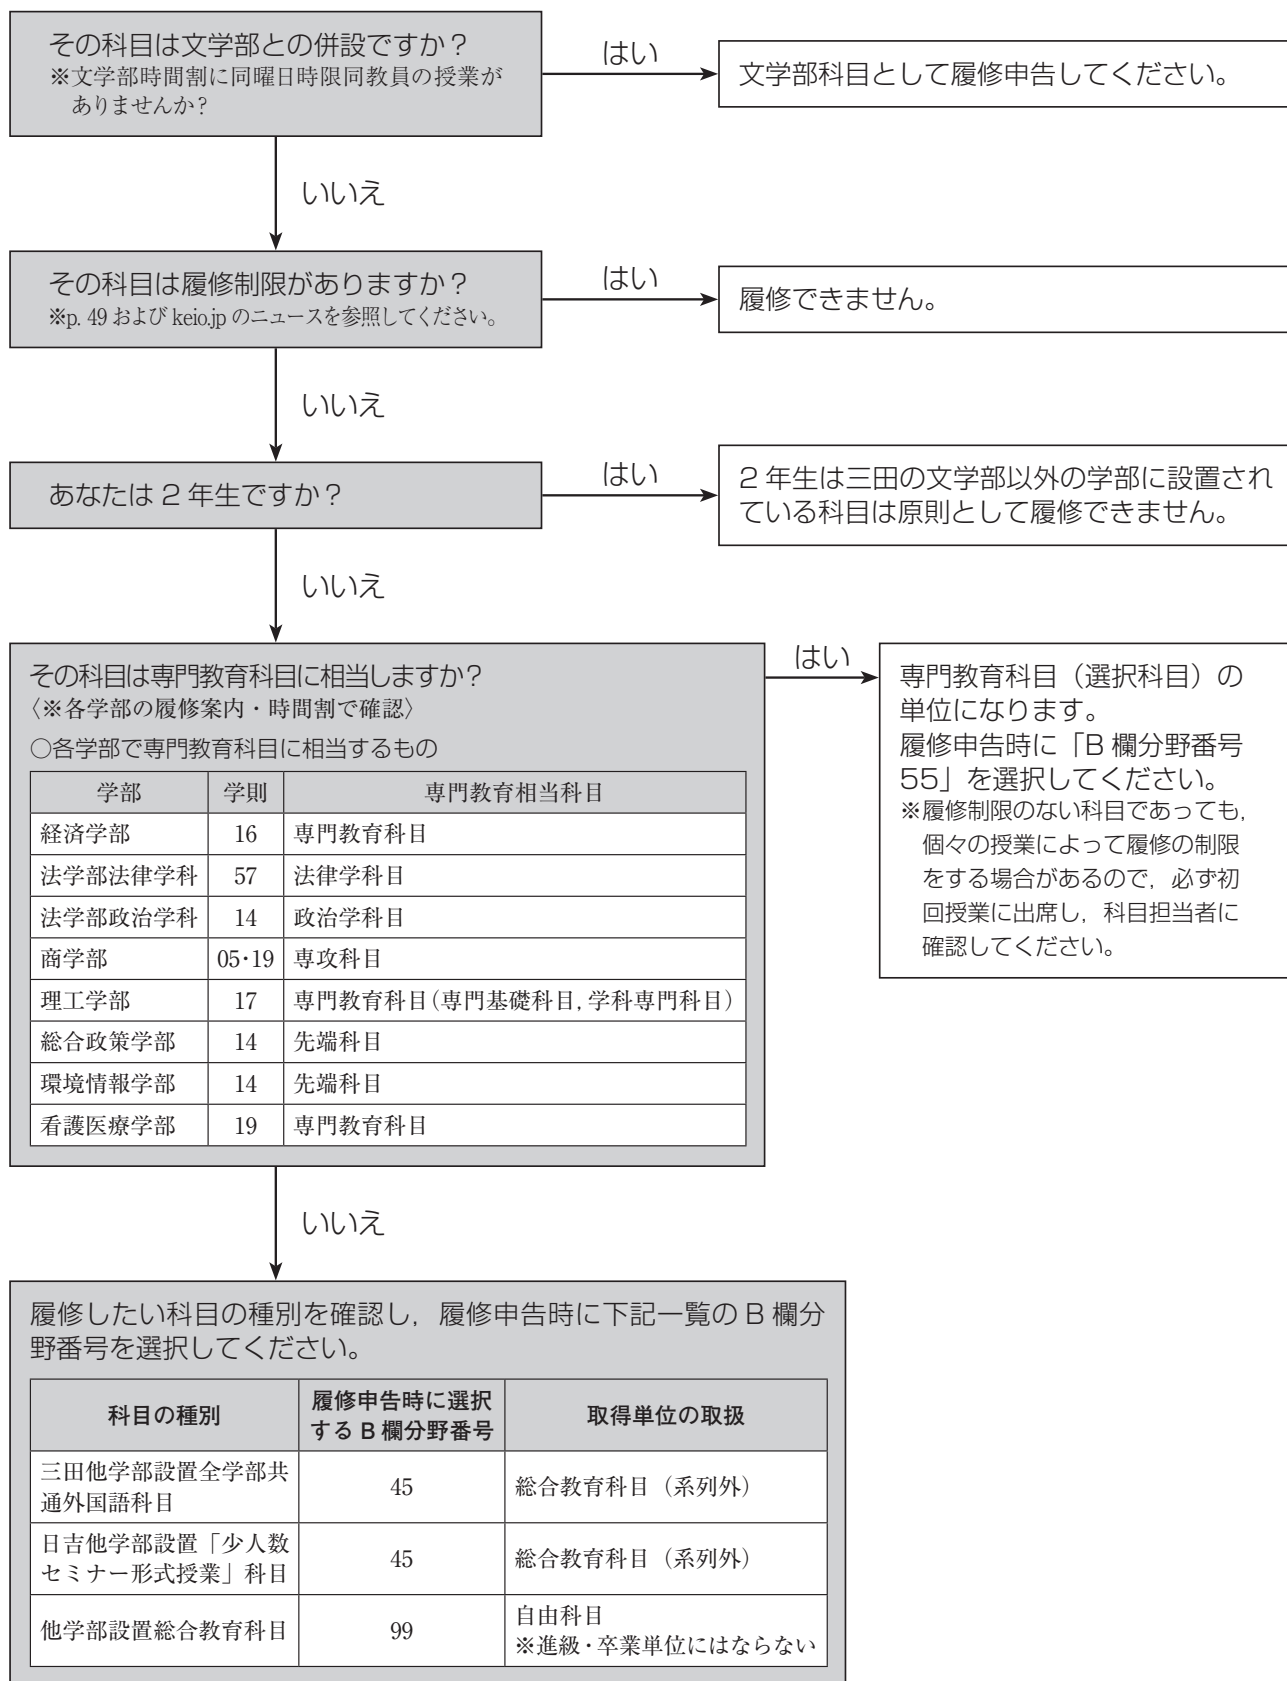 その科目は文学部との併設ですか？
※文学部時間割に同曜日時限同教員の授業が
ありませんか？
はい
文学部科目として履修申告してください。
いいえ
その科目は履修制限がありますか？
※p. 49 および keio.jp のニュースを参照してください。
はい
履修できません。
いいえ
あなたは 2 年生ですか？
はい
2 年生は三田の文学部以外の学部に設置され
ている科目は原則として履修できません。
いいえ
その科目は専門教育科目に相当しますか？
〈※各学部の履修案内・時間割で確認〉
○各学部で専門教育科目に相当するもの
学部 学則 専門教育相当科目
経済学部 16 専門教育科目
法学部法律学科 57 法律学科目
法学部政治学科 14 政治学科目
商学部 05・19 専攻科目
理工学部 17 専門教育科目（専門基礎科目，学科専門科目）
総合政策学部 14 先端科目
環境情報学部 14 先端科目
看護医療学部 19 専門教育科目
はい
専門教育科目（選択科目）の
単位になります。
履修申告時に「B 欄分野番号
55」を選択してください。
※履修制限のない科目であっても，
個々の授業によって履修の制限
をする場合があるので，必ず初
回授業に出席し，科目担当者に
確認してください。
いいえ
履修したい科目の種別を確認し，履修申告時に下記一覧の B 欄分
野番号を選択してください。
科目の種別 履修申告時に選択 取得単位の取扱
する B 欄分野番号
三田他学部設置全学部共
通外国語科目 45 総合教育科目（系列外）
日吉他学部設置「少人数
セミナー形式授業」科目 45 総合教育科目（系列外）
他学部設置総合教育科目 99 自由科目
※進級・卒業単位にはならない